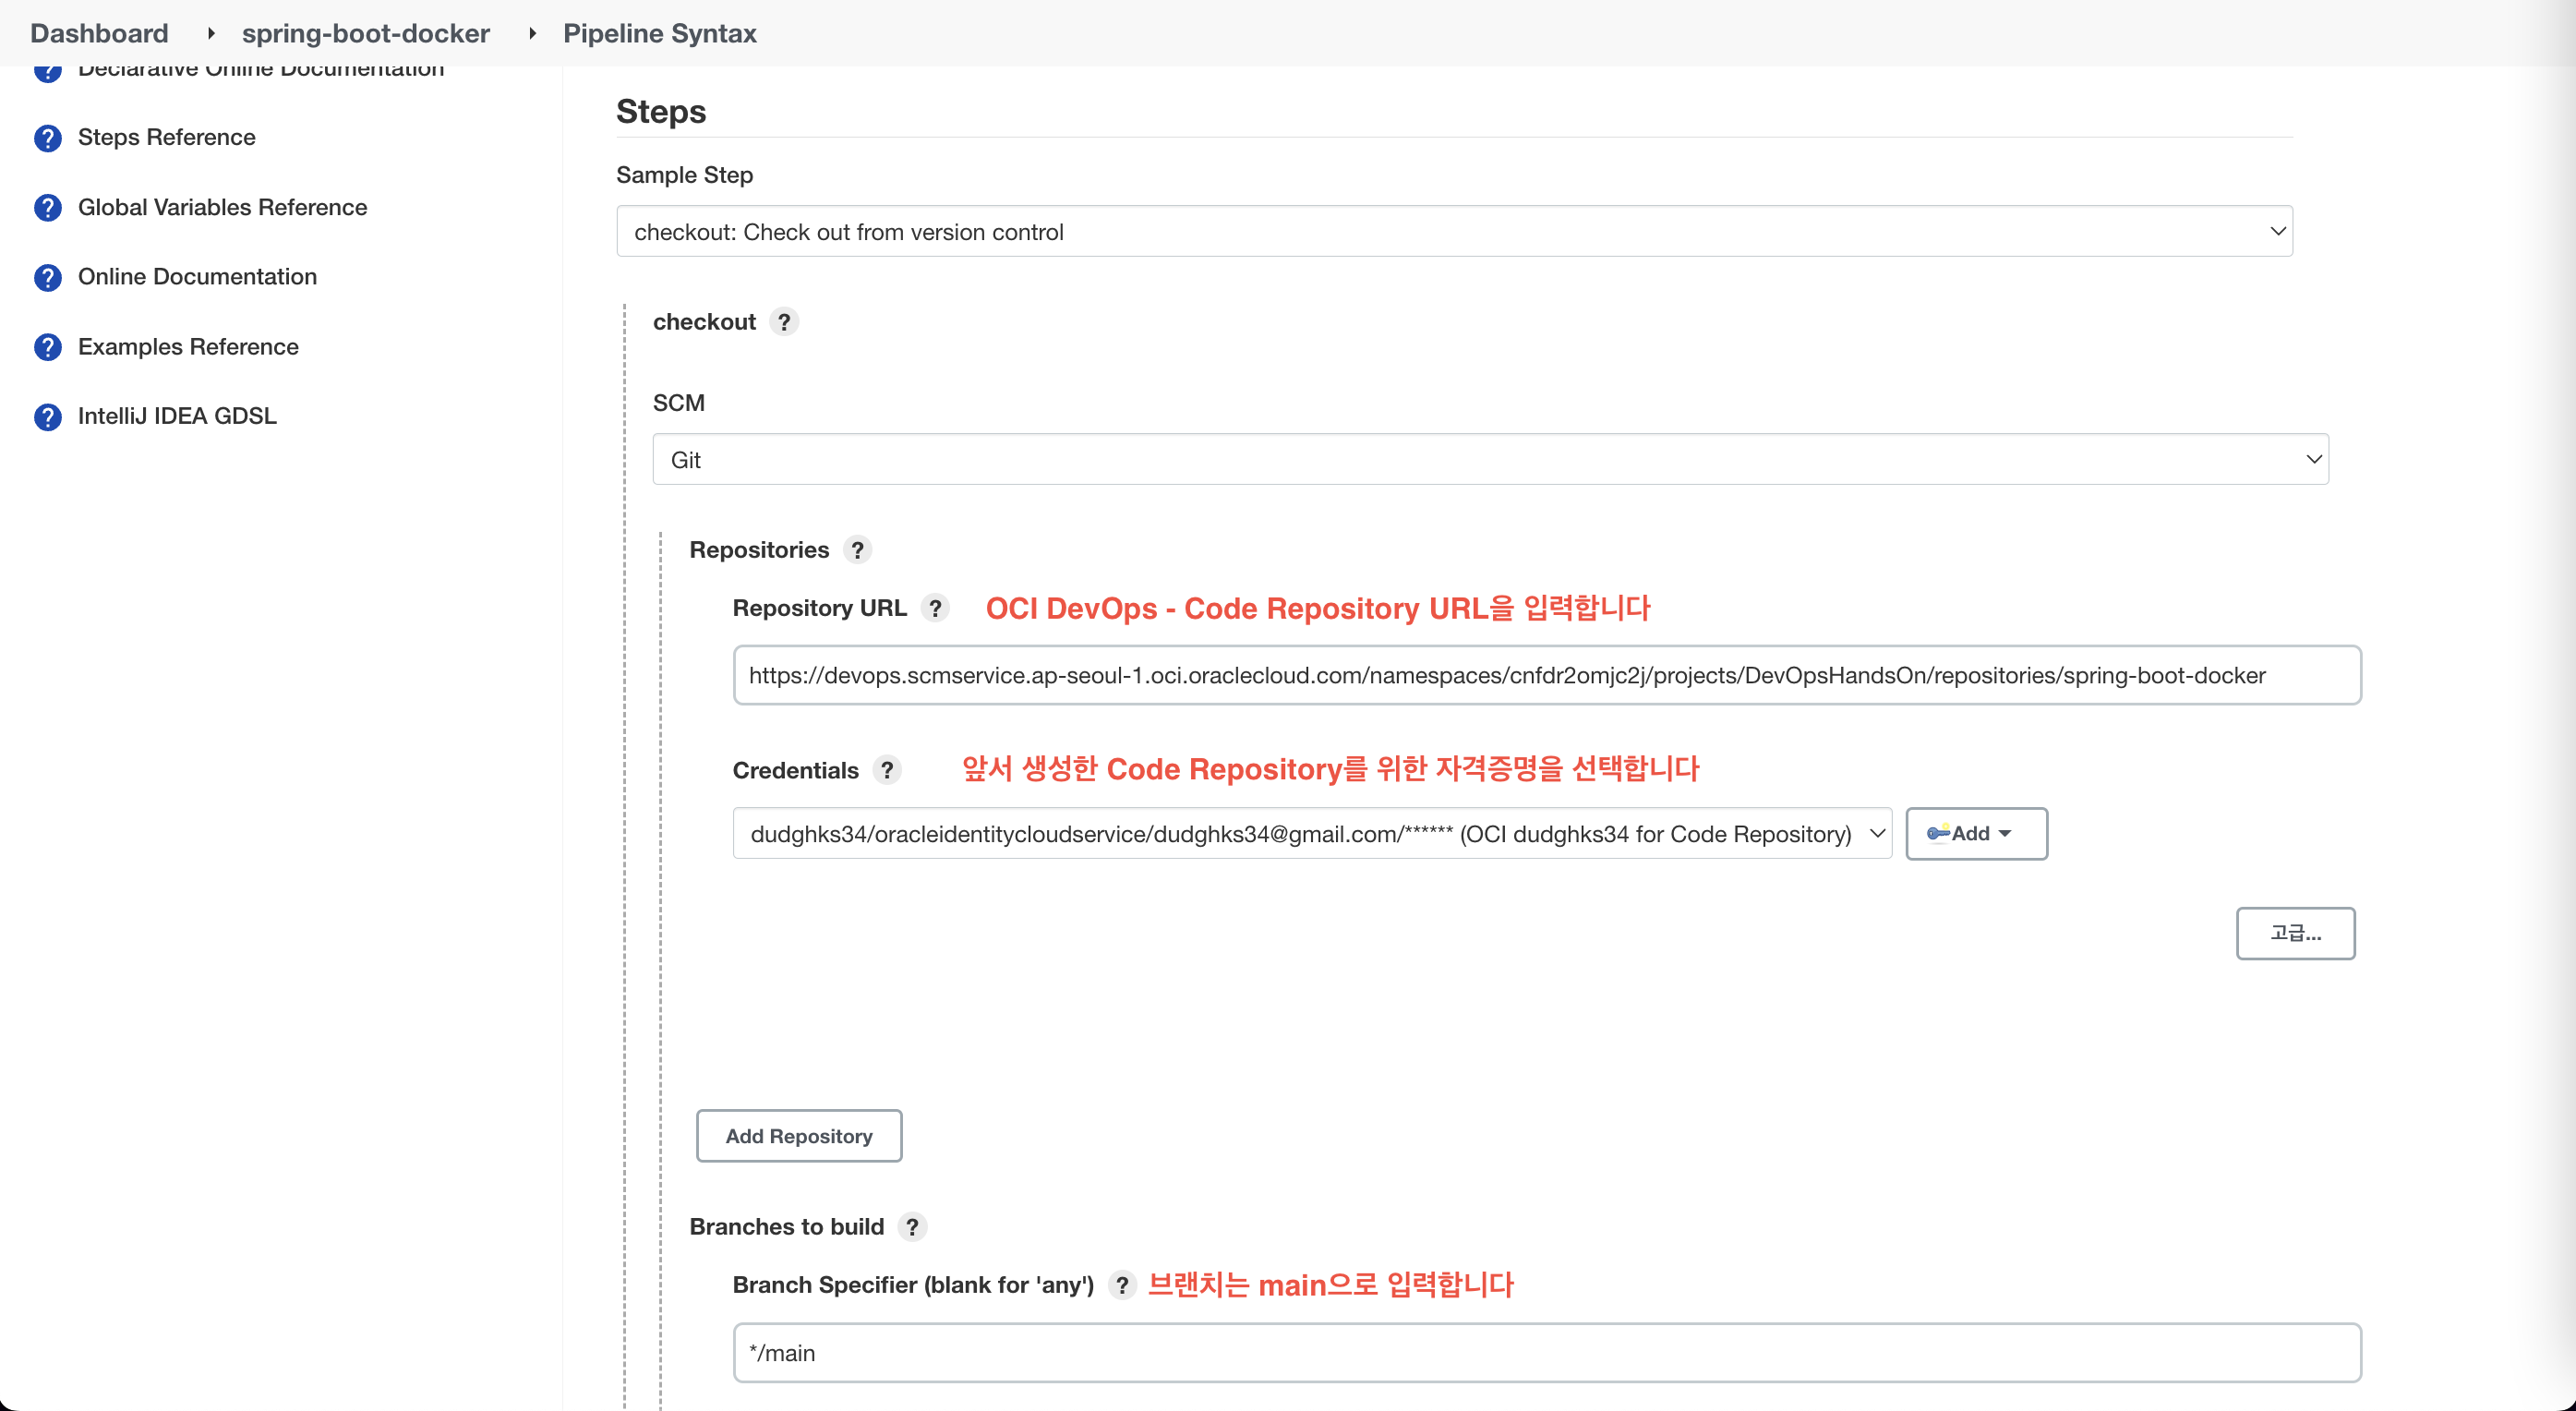 Dashboard
spring-boot-docker
Pipeline Syntax
Declarative Online Documentation
Steps Reference
Global Variables Reference
Online Documentation
Examples Reference
IntelliJ IDEA GDSL
Steps
Sample Step
checkout: Check out from version control
checkout ?
SCM
Git
Repositories ?
Repository URL ? OCI DevOps - Code Repository URL을 입력합니다
https://devops.scmservice.ap-seoul-1.oci.oraclecloud.com/namespaces/cnfdr2omjc2j/projects/DevOpsHandsOn/repositories/spring-boot-docker
Credentials ? 앞서 생성한 Code Repository를 위한 자격증명을 선택합니다
dudghks34/oracleidentitycloudservice/dudghks34@gmail.com/****** (OCI dudghks34 for Code Repository)
Add
고급...
Add Repository
Branches to build ?
Branch Specifier (blank for 'any') ? 브랜치는 main으로 입력합니다
*/main